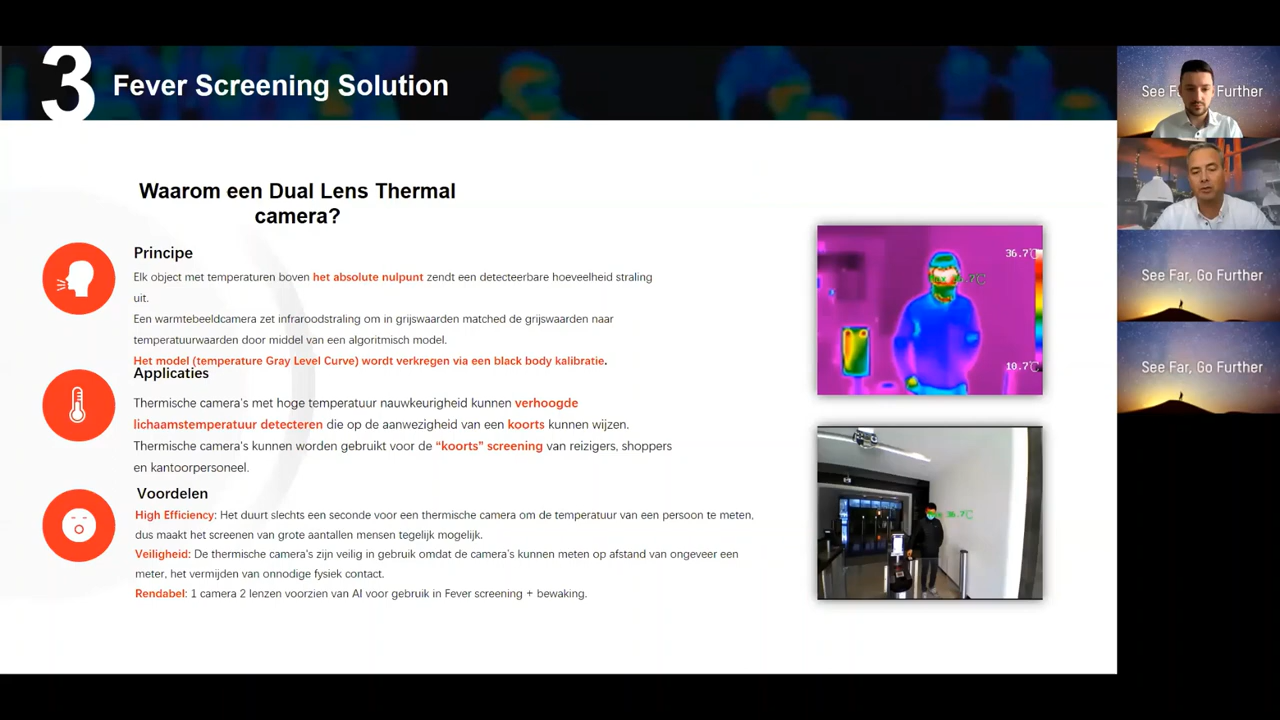 3 Fever Screening Solution
Waarom een Dual Lens Thermal
camera?
Principe
Elk object met temperaturen boven het absolute nulpunt zendt een detecteerbare hoeveelheid straling
uit.
Een warmtebeeldcamera zet infraroodstraling om in grijswaarden matched de grijswaarden naar
temperatuurwaarden door middel van een algoritmisch model.
Het model (temperature Gray Level Curve) wordt verkregen via een black body kalibratie.
Applicaties
Thermische camera's met hoge temperatuur nauwkeurigheid kunnen verhoogde
lichaamstemperatuur detecteren die op de aanwezigheid van een koorts kunnen wijzen.
Thermische camera's kunnen worden gebruikt voor de "koorts" screening van reizigers, shoppers
en kantoorpersoneel.
Voordelen
High Efficiency: Het duurt slechts een seconde voor een thermische camera om de temperatuur van een persoon te meten,
dus maakt het screenen van grote aantallen mensen tegelijk mogelijk.
Veiligheid: De thermische camera's zijn veilig in gebruik omdat de camera's kunnen meten op afstand van ongeveer een
meter, het vermijden van onnodige fysiek contact.
Rendabel: 1 camera 2 lenzen voorzien van AI voor gebruik in Fever screening + bewaking.
36.7℃
10.7℃
36.7℃
See Further
See Far, Go Further
See Far, Go Further